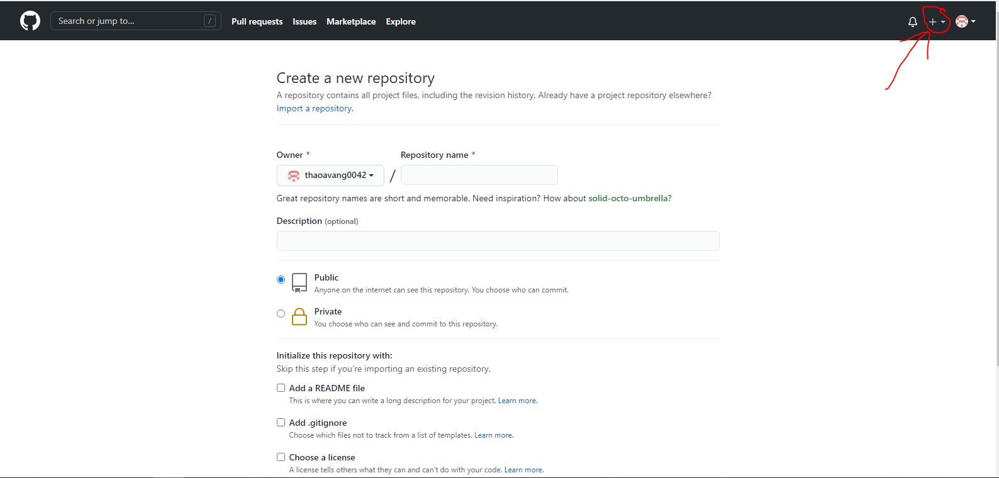 Search or jump to... /
Pull requests Issues Marketplace Explore
Create a new repository
A repository contains all project files, including the revision history. Already have a project repository elsewhere?
Import a repository.
Owner * Repository name *
thaoavang0042 /
Great repository names are short and memorable. Need inspiration? How about solid-octo-umbrella?
Description (optional)
Public
Anyone on the internet can see this repository. You choose who can commit.
Private
You choose who can see and commit to this repository.
Initialize this repository with:
Skip this step if you're importing an existing repository.
Add a README file
This is where you can write a long description for your project. Learn more.
Add .gitignore
Choose which files not to track from a list of templates. Learn more.
Choose a license
A license tells others what they can and can't do with your code. Learn more.